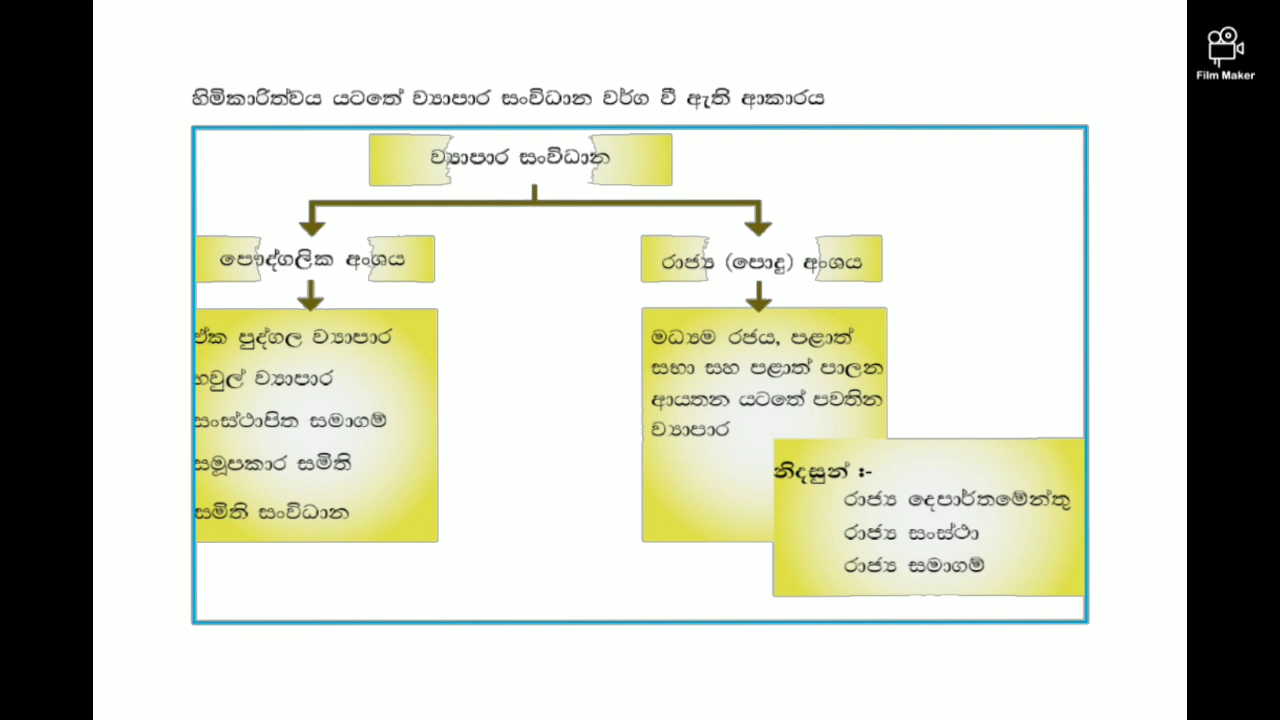 Film Maker
හිමිකාරිත්වය යටතේ ව්‍යාපාර සංවිධාන වර්ග වී ඇති ආකාරය
ව්‍යාපාර සංවිධාන
පෞද්ගලික අංශය
රාජ්‍ය (පොදු) අංශය
ඒක පුද්ගල ව්‍යාපාර
හවුල් ව්‍යාපාර
සංස්ථාපිත සමාගම්
සමූපකාර සමිති
සමිති සංවිධාන
මධ්‍යම රජය, පළාත්
සභා සහ පළාත් පාලන
ආයතන යටතේ පවතින
ව්‍යාපාර
නිදසුන් :-
රාජ්‍ය දෙපාර්තමේන්තු
රාජ්‍ය සංස්ථා
රාජ්‍ය සමාගම්